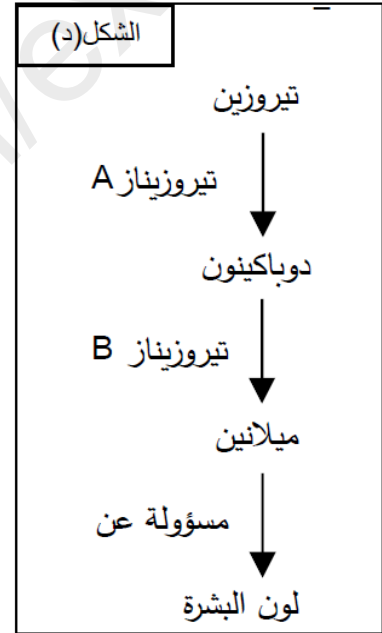 الشكل(د)
تيروزين
تيروزيناز A
دوباكينون
تيروزيناز B
ميلانين
مسؤولة عن
لون البشرة